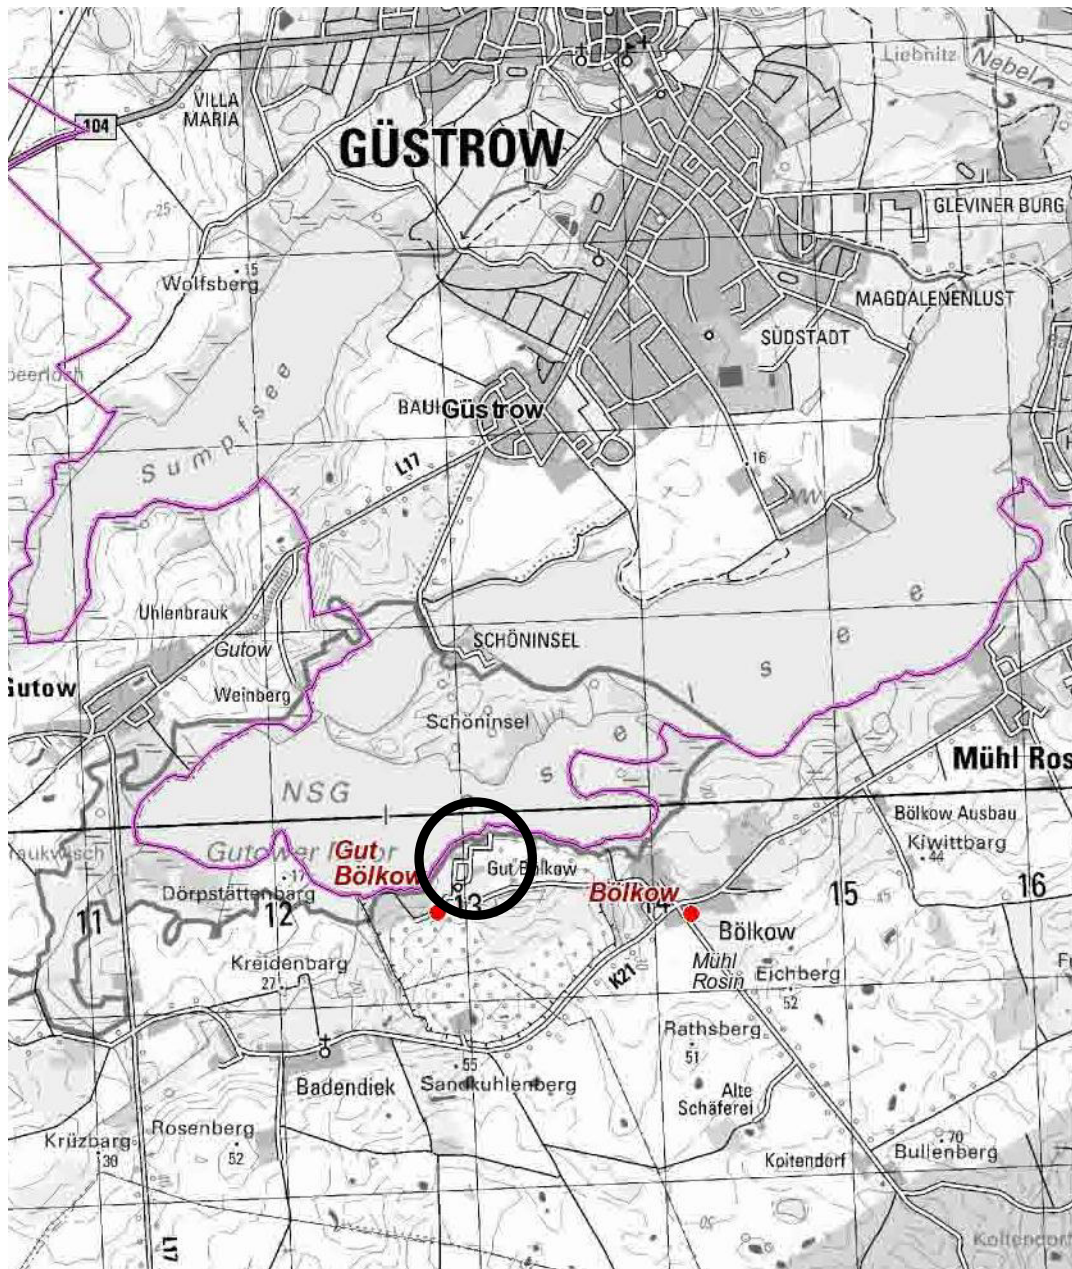 Liebnitz
Nebel
VILLA
MARIA
104
GÜSTROW
GLEVINER BURG
25
15
Wolfsberg
MAGDALENENLUST
SÜDSTADT
Sumpfsee
Güstrow
L17
16
Uhlenbrauk
Gutow
SCHÖNINSEL
Gutow
Weinberg
Schöninsel
Mühl Ros
NSG
Bölkow Ausbau
Kiwittbarg
44
Gut
Bölkow
Gut Bölkow
Dörpstättenbarg
17
Bölkow
11
12
13
14
15
16
Bölkow
Kreidenbarg
27
K21
Mühl
Rosin
Eichberg
52
Rathsberg
51
55
Badendiek
Sandkuhlenberg
Alte
Schäferei
Krüzbarg
30
Rosenberg
52
Koitendorf
70
Bullenberg
L17